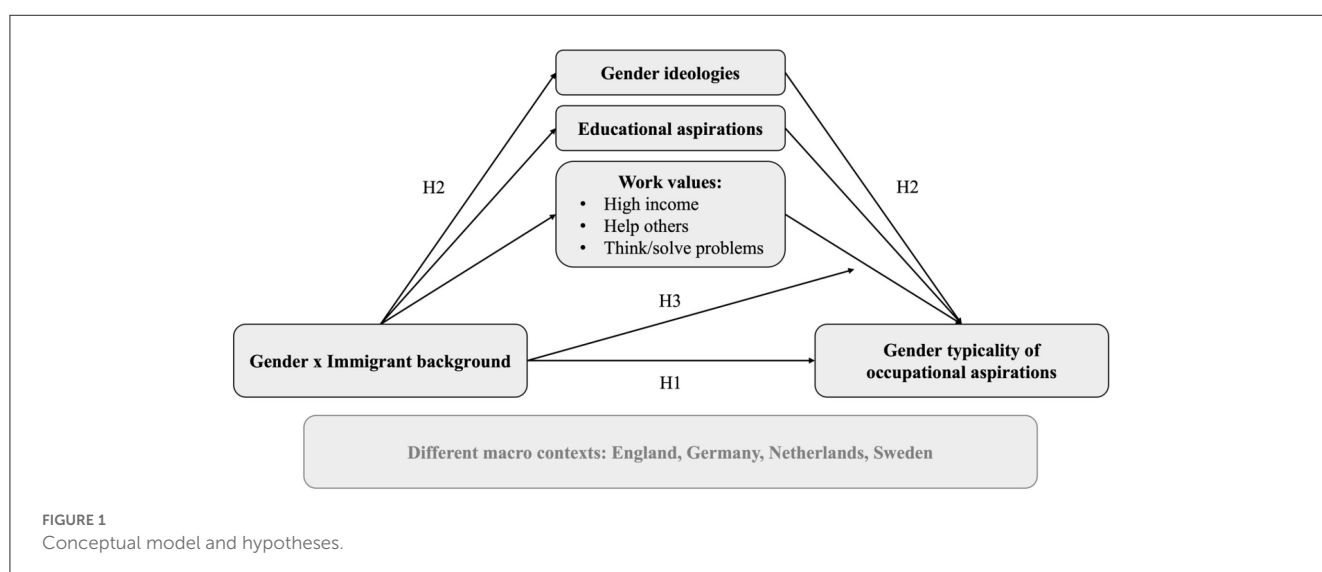 Gender ideologies
Educational aspirations
Work values:
• High income
• Help others
• Think/solve problems
H2
H2
H3
Gender x Immigrant background
H1
Gender typicality of
occupational aspirations
Different macro contexts: England, Germany, Netherlands, Sweden
FIGURE 1
Conceptual model and hypotheses.